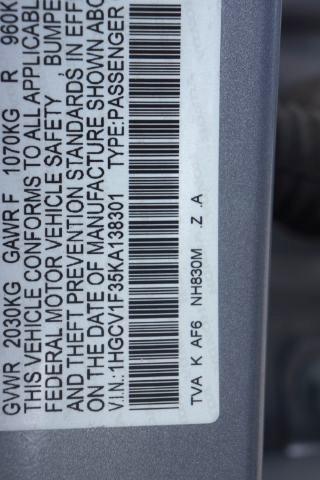 GVWR 2030KG GAWR F 1070KG R 960K
THIS VEHICLE CONFORMS TO ALL APPLICABL
FEDERAL MOTOR VEHICLE SAFETY , BUMPE
AND THEFT PREVENTION STANDARDS IN EFF
ON THE DATE OF MANUFACTURE SHOWN ABO
V.I.N.:1HGCV1F35KA138301 TYPE:PASSENGER
TVA K AF6 NH830M .Z .A